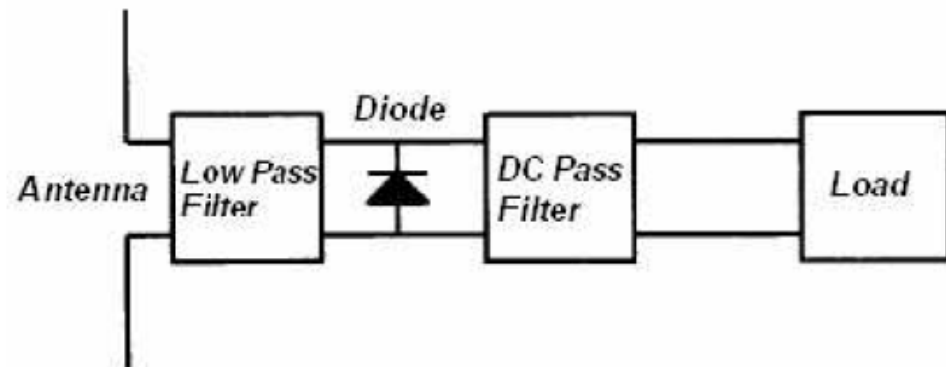 Diode
Antenna
Low Pass
Filter
DC Pass
Filter
Load